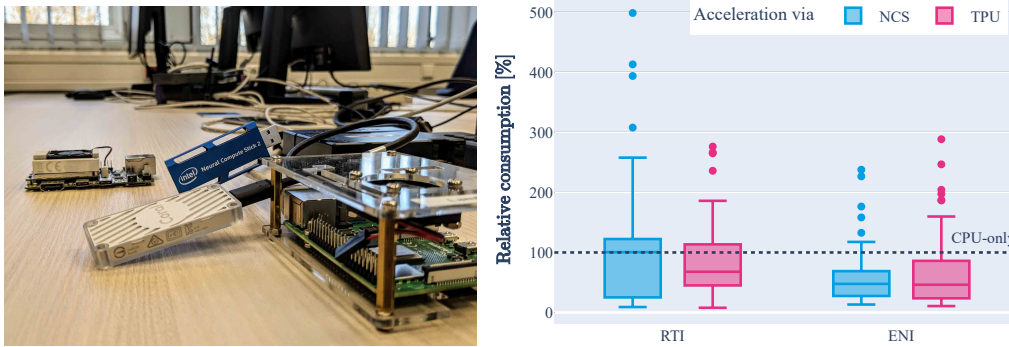 intel
Neural Compute Stick 2
Coral
Acceleration via
NCS
TPU
Relative consumption [%]
500
400
300
200
100
0
CPU-only
RTI
ENI